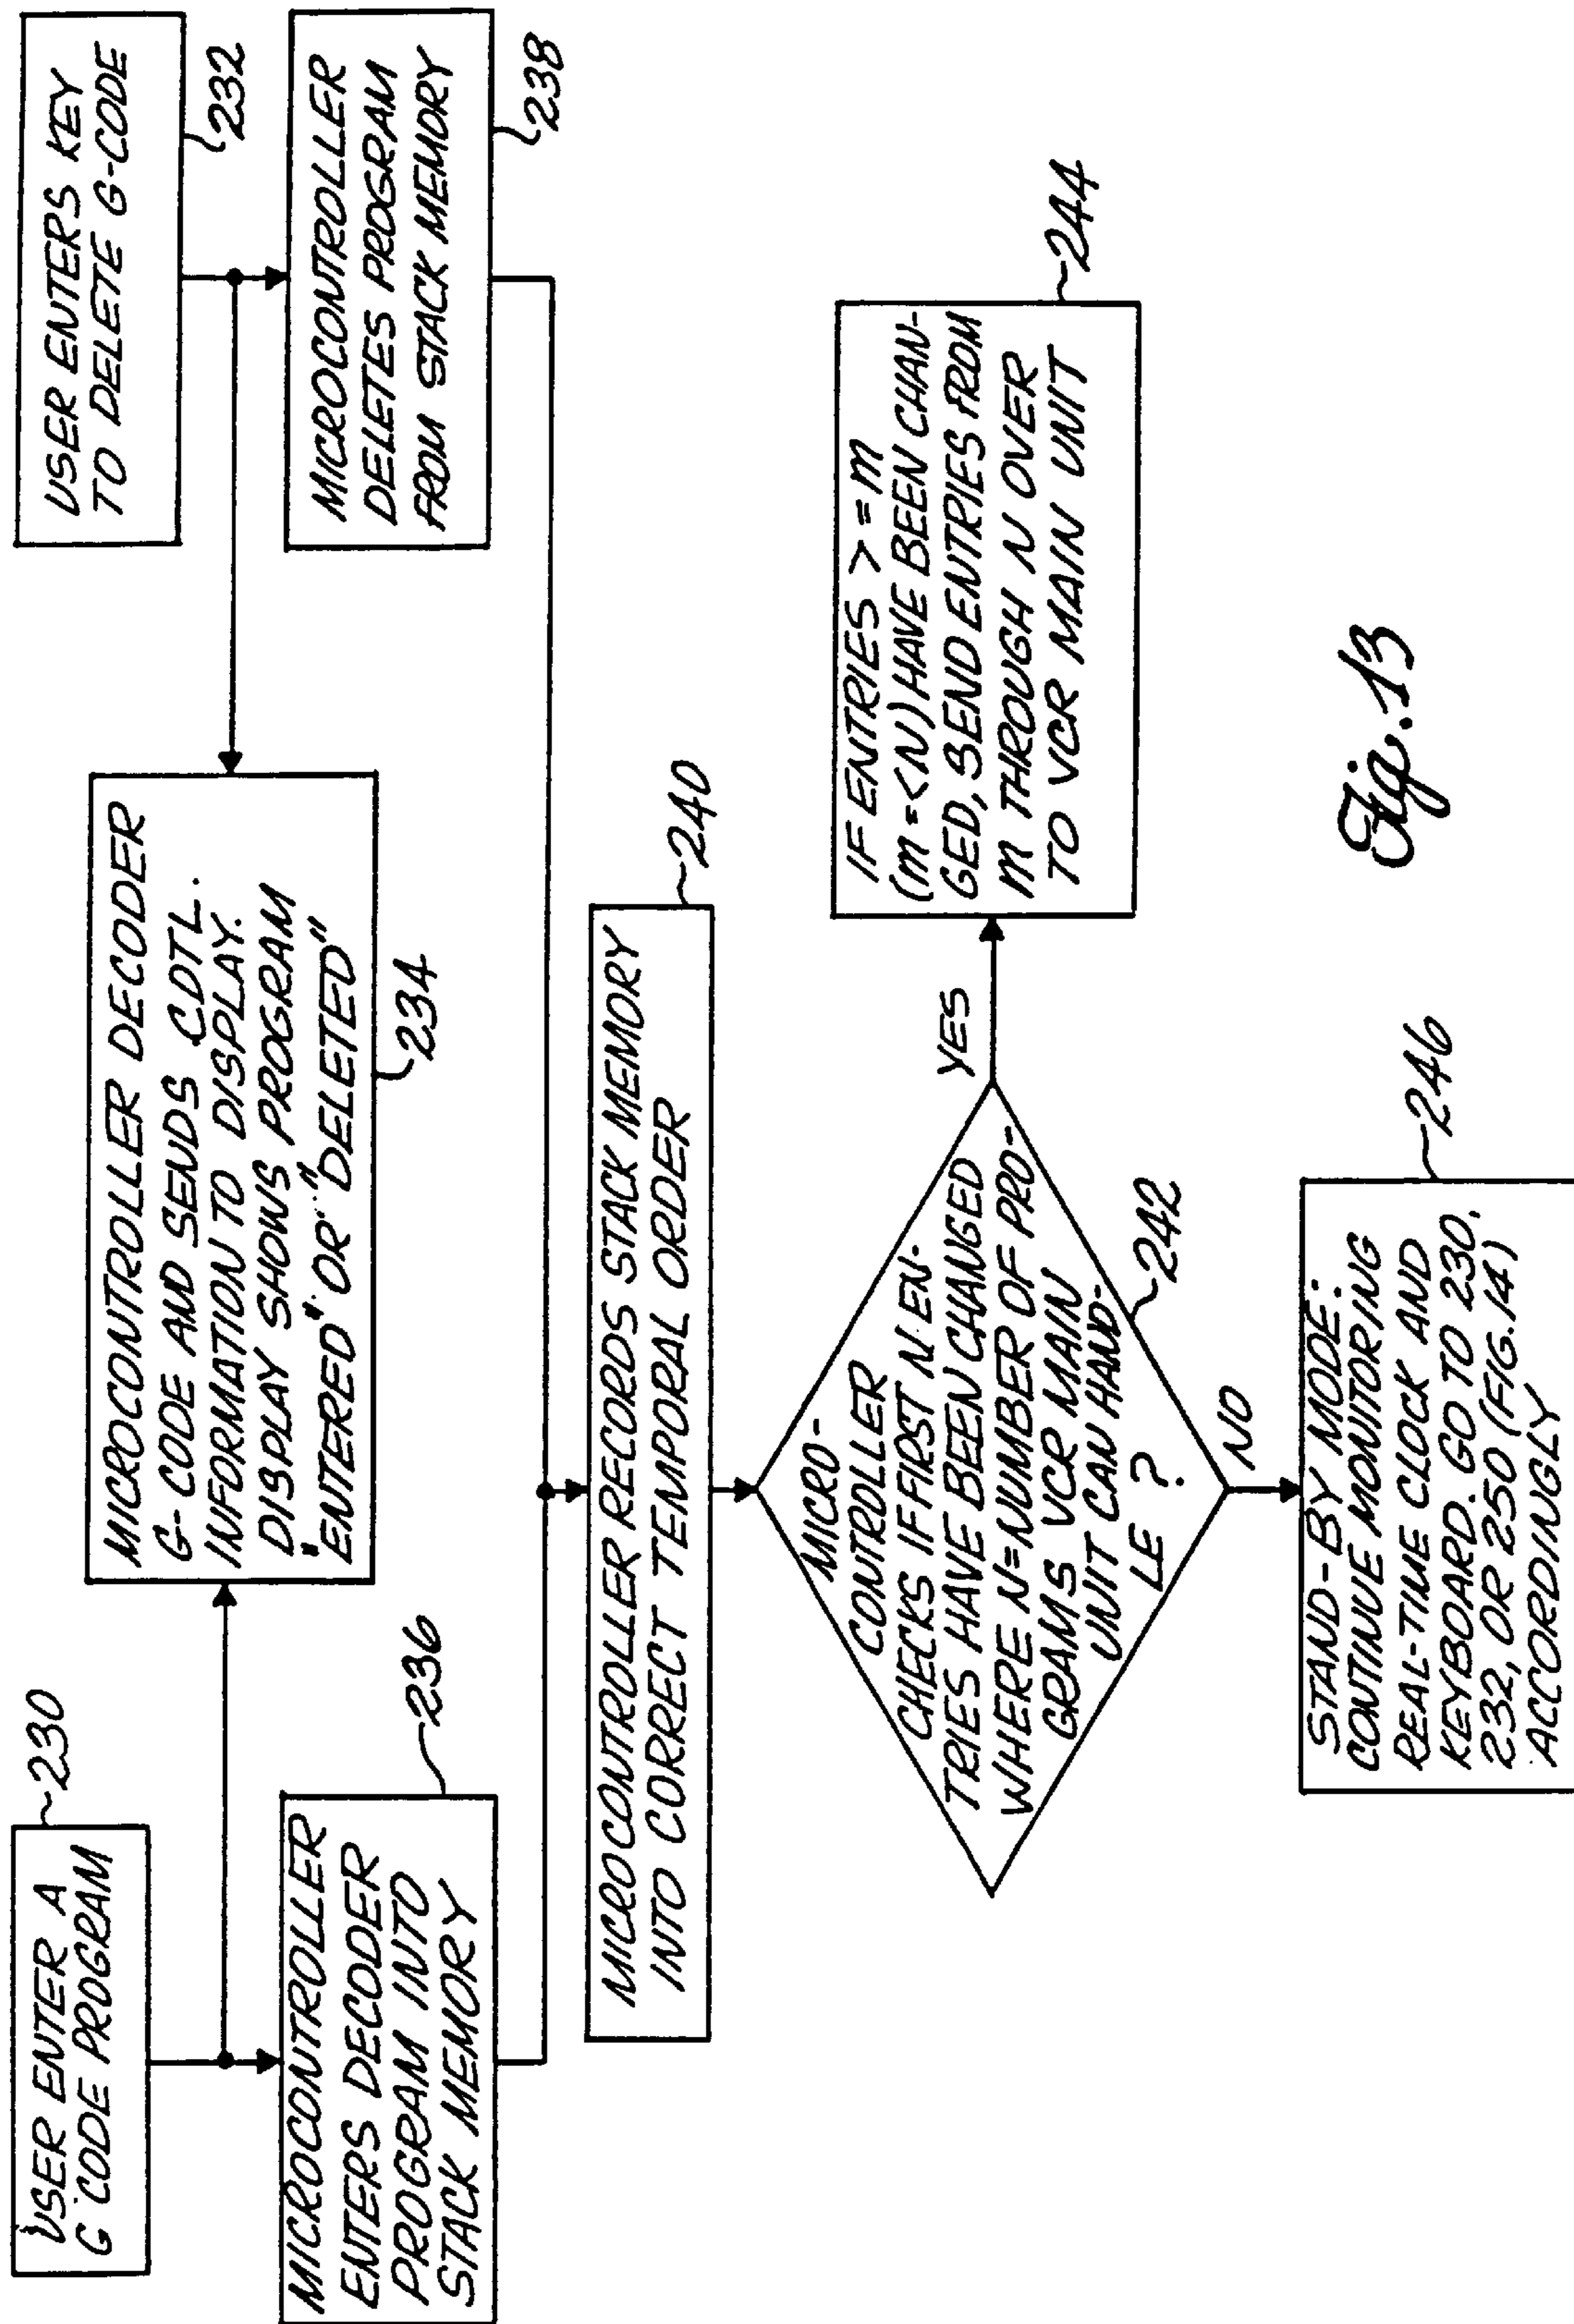 USER ENTER A
G CODE PROGRAM
230
MICROCONTROLLER DECODER
G-CODE AND SENDS CDTL.
INFORMATION TO DISPLAY.
DISPLAY SHOWS PROGRAM
"ENTERED" OR "DELETED"
234
USER ENTERS KEY
TO DELETE G-CODE
232
MICROCONTROLLER
ENTERS DECODER
PROGRAM INTO
STACK MEMORY
236
MICROCONTROLLER
DELETES PROGRAM
FROM STACK MEMORY
238
MICROCONTROLLER RECORDS STACK MEMORY
INTO CORRECT TEMPORAL ORDER
240
MICRO-
CONTROLLER
CHECKS IF FIRST N EN-
TRIES HAVE BEEN CHANGED
WHERE N=NUMBER OF PRO-
GRAMS VCR MAIN
UNIT CAN HAND-
LE ?
242
YES
IF ENTRIES >=m
(m=<N) HAVE BEEN CHAN-
GED, SEND ENTRIES FROM
m THROUGH N OVER
TO VCR MAIN UNIT
244
NO
STAND-BY MODE:
CONTINUE MONITORING
REAL-TIME CLOCK AND
KEYBOARD. GO TO 230,
232, OR 250 (FIG.14)
ACCORDINGLY
246
Fig. 13